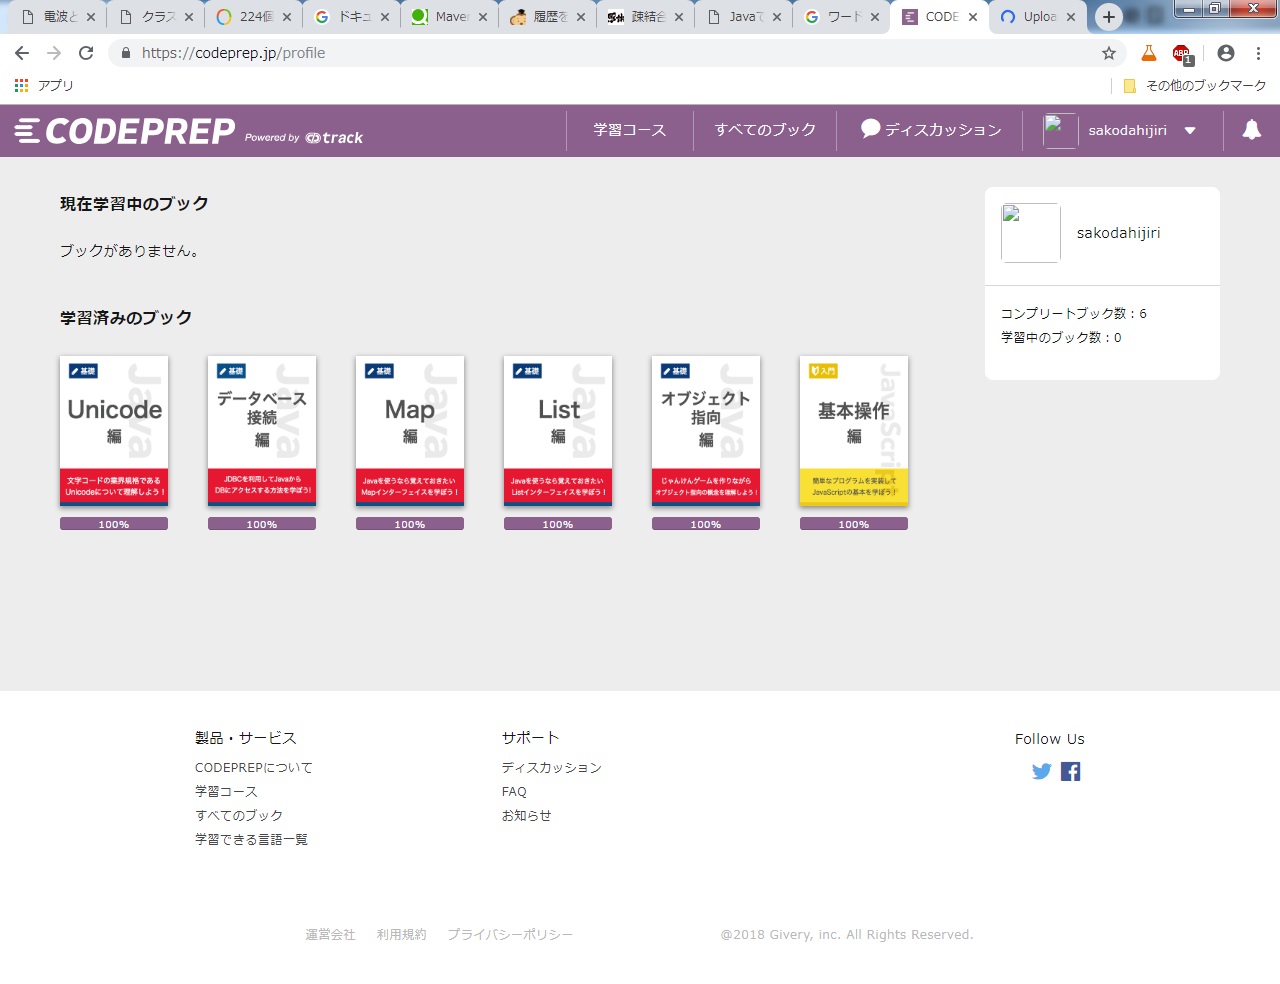 電波と
クラス
224個
ドキュ
Maver
履歴を
疎結合
Javaで
ワード
CODE
Uploa
https://codeprep.jp/profile
ABP
1
アプリ
その他のブックマーク
CODEPREP Powered by track
学習コース
すべてのブック
ディスカッション
sakodahijiri
現在学習中のブック
ブックがありません。
sakodahijiri
コンプリートブック数：6
学習中のブック数：0
学習済みのブック
基礎
Java
Unicode
編
文字コードの業界規格である
Unicodeについて理解しよう！
100%
基礎
Java
データベース
接続
編
JDBCを利用してJavaから
DBにアクセスする方法を学ぼう!
100%
基礎
Java
Map
編
Javaを使うなら覚えておきたい
Mapインターフェイスを学ぼう！
100%
基礎
Java
List
編
Javaを使うなら覚えておきたい
Listインターフェイスを学ぼう！
100%
基礎
Java
オブジェクト
指向
編
じゃんけんゲームを作りながら
オブジェクト指向の概念を理解しよう！
100%
入門
JavaScript
基本操作
編
簡単なプログラムを実装して
JavaScriptの基本を学ぼう！
100%
製品・サービス
CODEPREPについて
学習コース
すべてのブック
学習できる言語一覧
サポート
ディスカッション
FAQ
お知らせ
Follow Us
運営会社
利用規約
プライバシーポリシー
@2018 Givery, inc. All Rights Reserved.